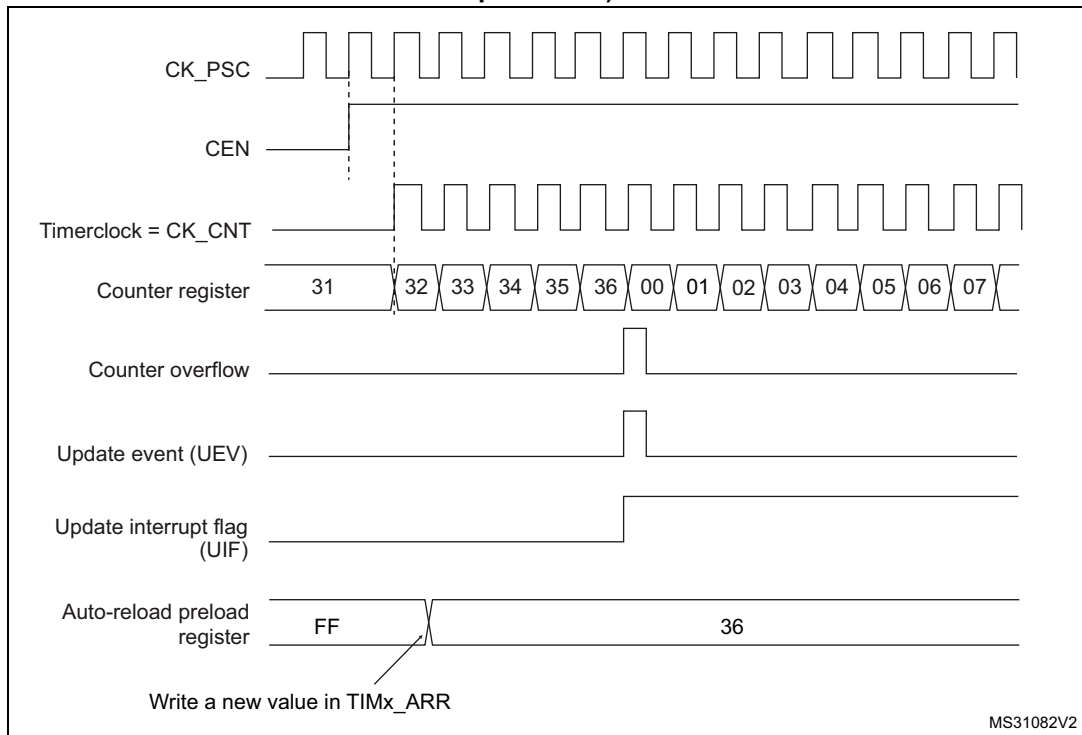 CK_PSC
CEN
Timerclock = CK_CNT
Counter register 31 32 33 34 35 36 00 01 02 03 04 05 06 07
Counter overflow
Update event (UEV)
Update interrupt flag
(UIF)
Auto-reload preload
register FF 36
Write a new value in TIMx_ARR
MS31082V2